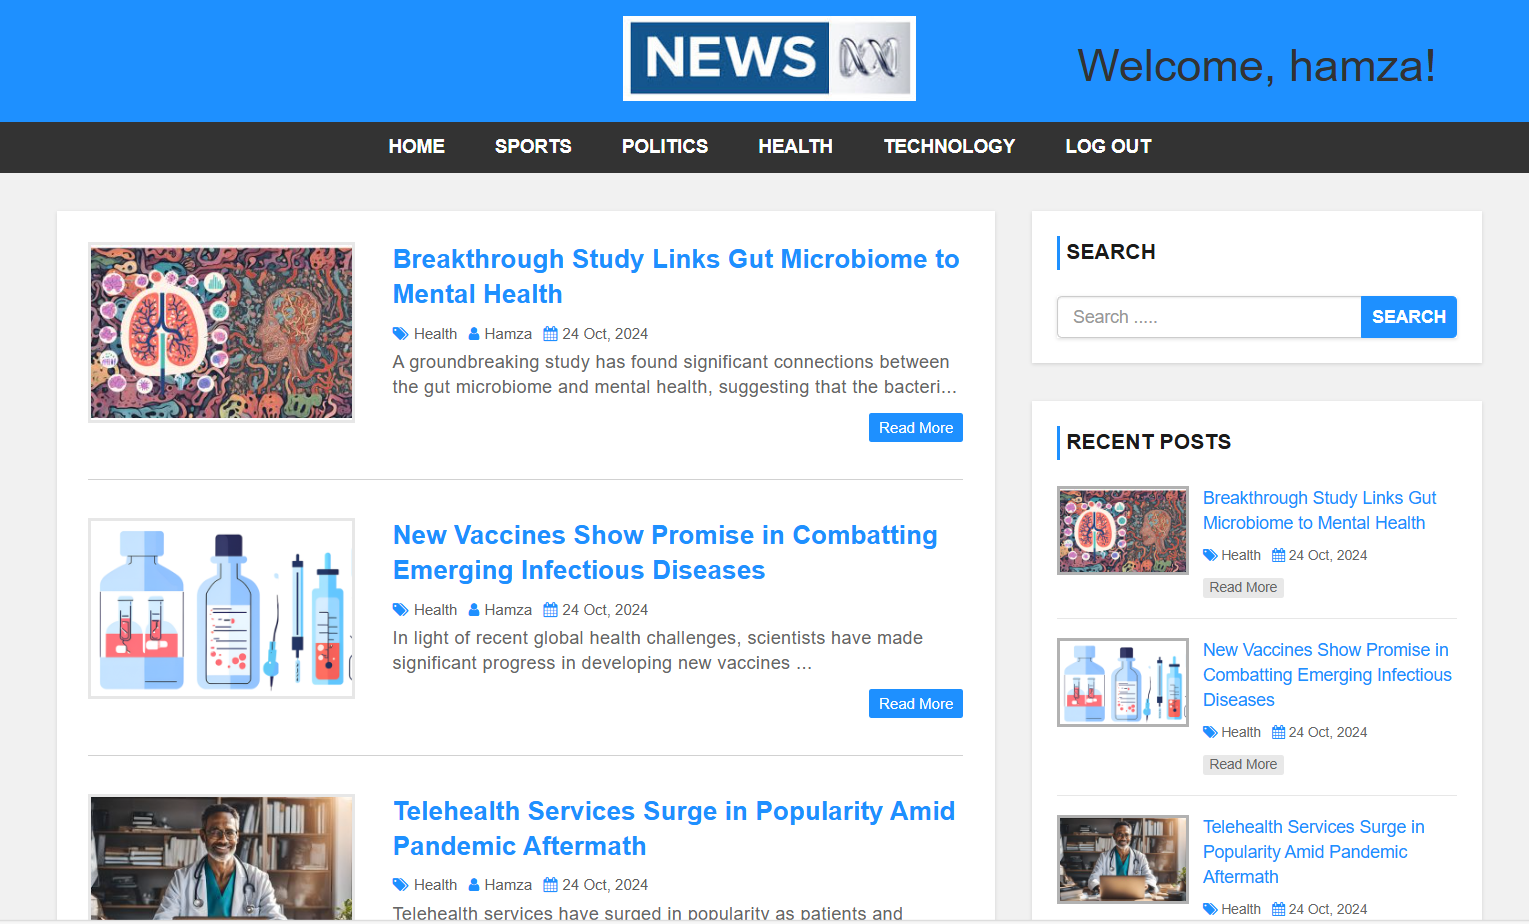 NEWS
Welcome, hamza!
HOME SPORTS POLITICS HEALTH TECHNOLOGY LOG OUT
Breakthrough Study Links Gut Microbiome to
Mental Health
Health Hamza 24 Oct, 2024
A groundbreaking study has found significant connections between
the gut microbiome and mental health, suggesting that the bacteri...
Read More
New Vaccines Show Promise in Combatting
Emerging Infectious Diseases
Health Hamza 24 Oct, 2024
In light of recent global health challenges, scientists have made
significant progress in developing new vaccines ...
Read More
Telehealth Services Surge in Popularity Amid
Pandemic Aftermath
Health Hamza 24 Oct, 2024
Telehealth services have surged in popularity as patients and
SEARCH
Search .....
SEARCH
RECENT POSTS
Breakthrough Study Links Gut
Microbiome to Mental Health
Health 24 Oct, 2024
Read More
New Vaccines Show Promise in
Combatting Emerging Infectious
Diseases
Health 24 Oct, 2024
Read More
Telehealth Services Surge in
Popularity Amid Pandemic
Aftermath
Health 24 Oct, 2024